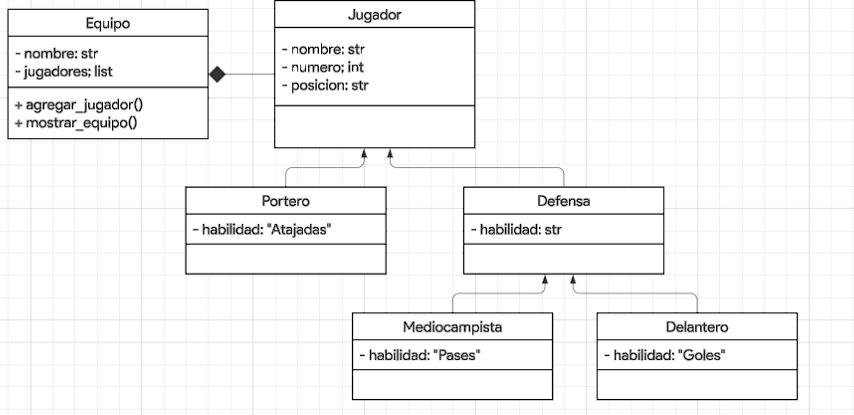 Equipo
- nombre: str
- jugadores; list
+ agregar_jugador()
+ mostrar_equipo()
Jugador
- nombre: str
- numero; int
- posicion: str
Portero
- habilidad: "Atajadas"
Defensa
- habilidad: str
Mediocampista
- habilidad: "Pases"
Delantero
- habilidad: "Goles"